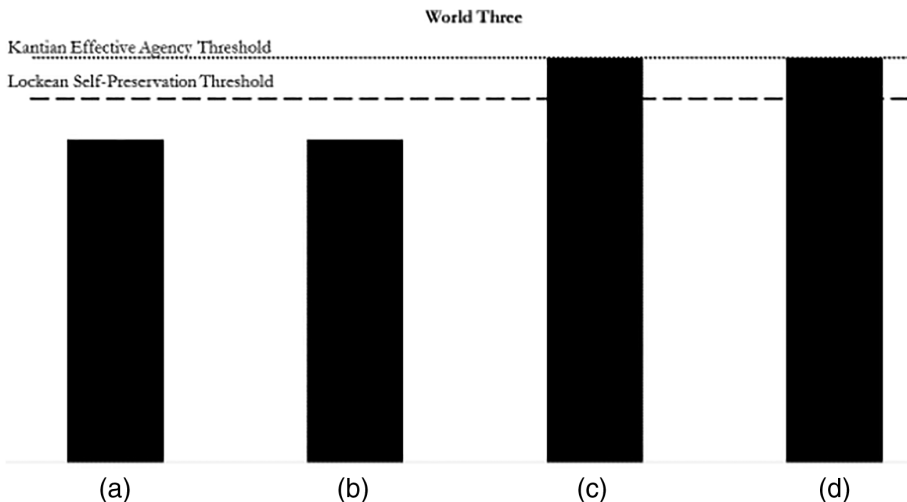 World Three
Kantian Effective Agency Threshold
Lockean Self-Preservation Threshold
(a) (b) (c) (d)